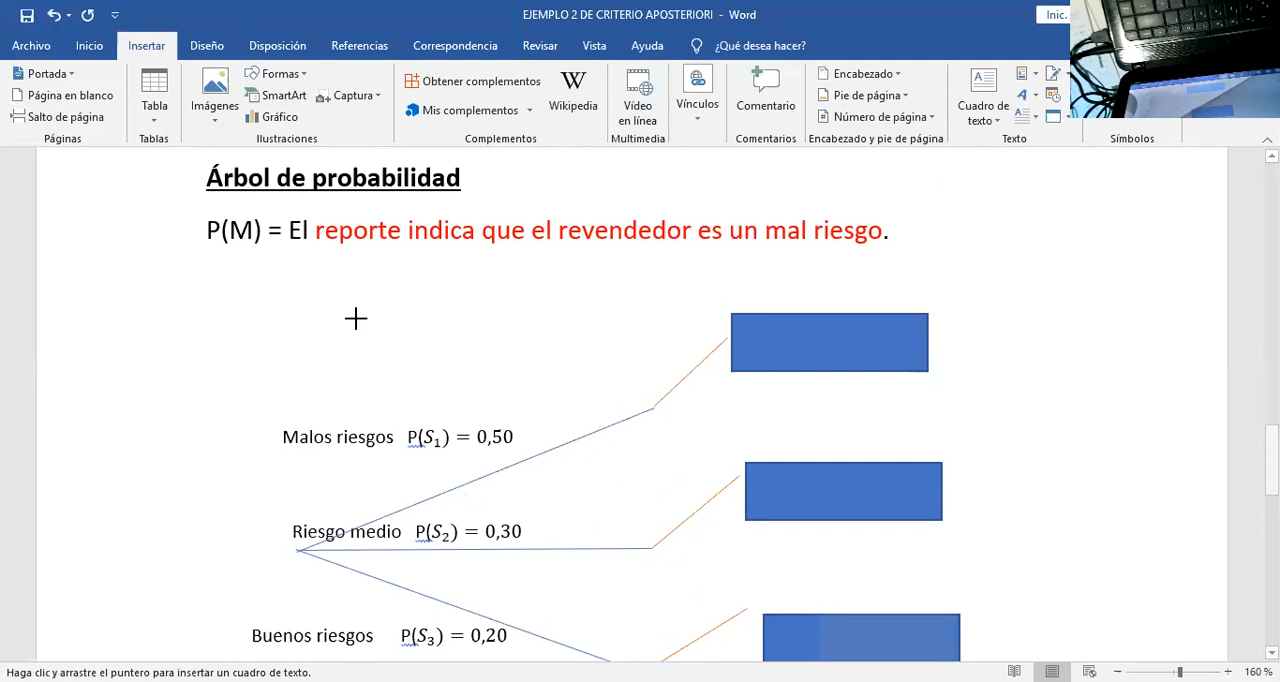 EJEMPLO 2 DE CRITERIO APOSTERIORI - Word
Inic.
Archivo Inicio Insertar Diseño Disposición Referencias Correspondencia Revisar Vista Ayuda ¿Qué desea hacer?
Portada
Página en blanco
Salto de página
Páginas
Tabla
Tablas
Imágenes
Formas
SmartArt
Gráfico
Captura
Ilustraciones
Obtener complementos
Mis complementos
Wikipedia
Complementos
Vídeo
en línea
Multimedia
Vínculos
Comentario
Comentarios
Encabezado
Pie de página
Número de página
Encabezado y pie de página
Cuadro de
texto
Texto
Símbolos
Árbol de probabilidad
P(M) = El reporte indica que el revendedor es un mal riesgo.
Malos riesgos P(S₁) = 0,50
Riesgo medio P(S₂) = 0,30
Buenos riesgos P(S₃) = 0,20
Haga clic y arrastre el puntero para insertar un cuadro de texto.
160 %